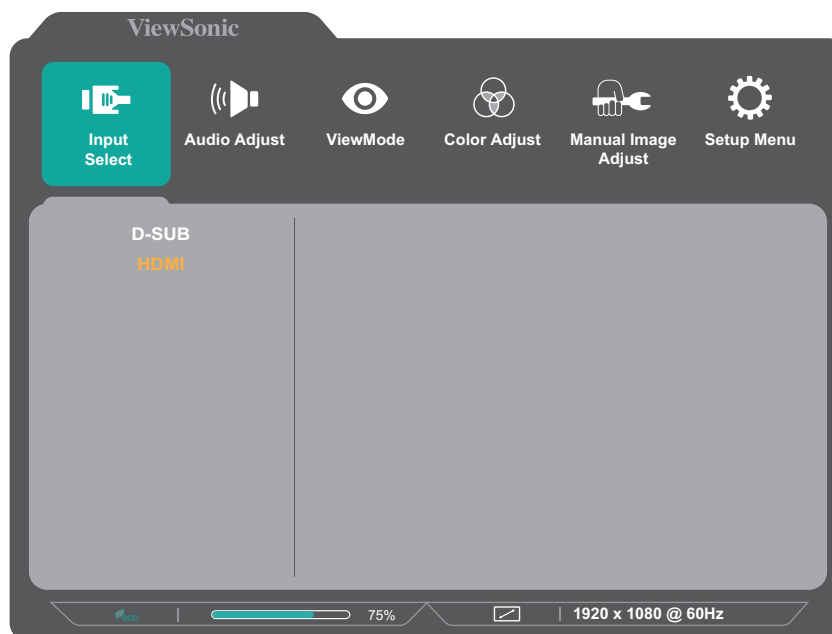 ViewSonic
Input
Select
Audio Adjust
ViewMode
Color Adjust
Manual Image
Adjust
Setup Menu
D-SUB
HDMI
eco
75%
1920 x 1080 @ 60Hz